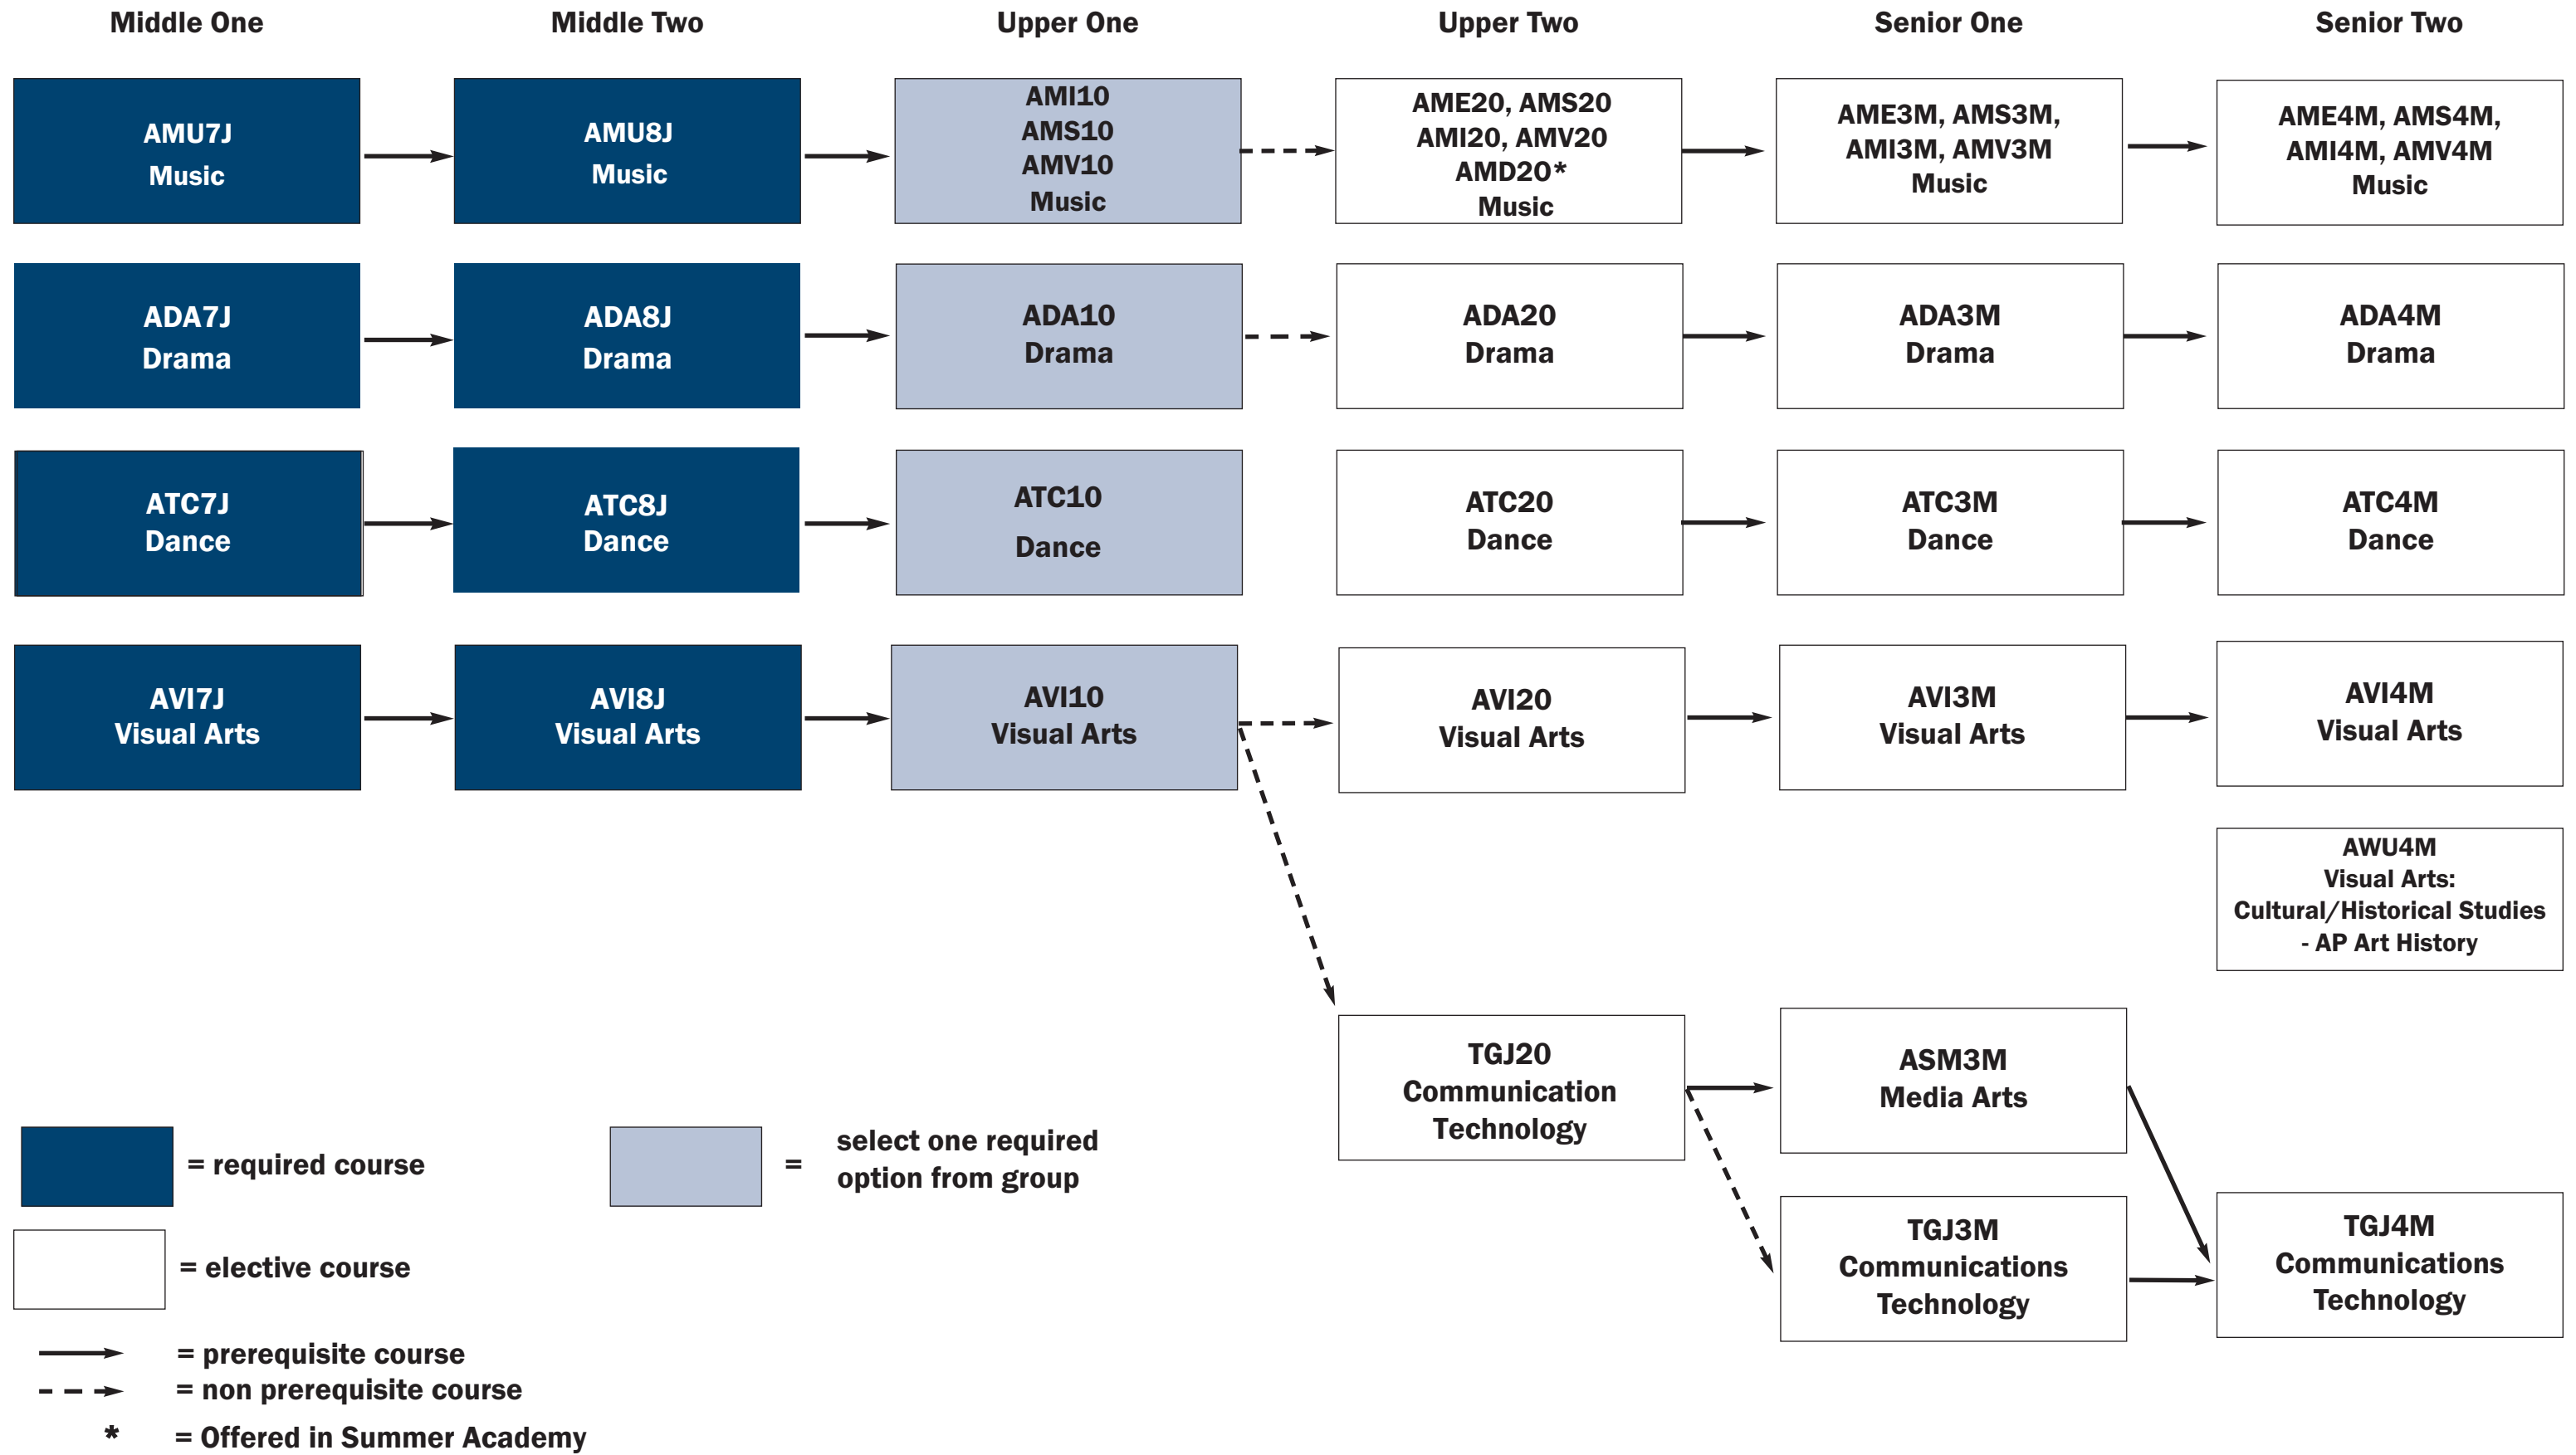 Middle One
Middle Two
Upper One
Upper Two
Senior One
Senior Two
AMU7J
Music
AMU8J
Music
AMI10
AMS10
AMV10
Music
AME20, AMS20
AMI20, AMV20
AMD20*
Music
AME3M, AMS3M,
AMI3M, AMV3M
Music
AME4M, AMS4M,
AMI4M, AMV4M
Music
ADA7J
Drama
ADA8J
Drama
ADA10
Drama
ADA20
Drama
ADA3M
Drama
ADA4M
Drama
ATC7J
Dance
ATC8J
Dance
ATC10
Dance
ATC20
Dance
ATC3M
Dance
ATC4M
Dance
AVI7J
Visual Arts
AVI8J
Visual Arts
AVI10
Visual Arts
AVI20
Visual Arts
AVI3M
Visual Arts
AVI4M
Visual Arts
AWU4M
Visual Arts:
Cultural/Historical Studies
- AP Art History
TGJ20
Communication
Technology
ASM3M
Media Arts
TGJ3M
Communications
Technology
TGJ4M
Communications
Technology
= required course
= select one required
option from group
= elective course
= prerequisite course
= non prerequisite course
* = Offered in Summer Academy